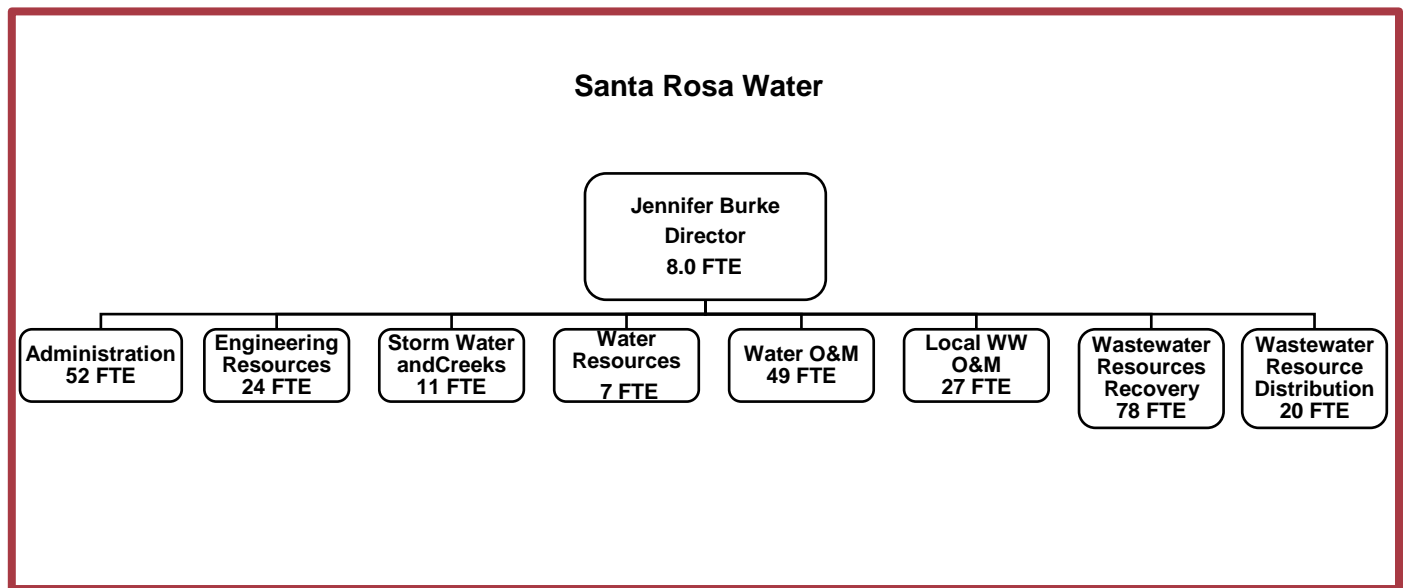 Santa Rosa Water
Jennifer Burke
Director
8.0 FTE
Administration
52 FTE
Engineering
Resources
24 FTE
Storm Water
andCreeks
11 FTE
Water
Resources
7 FTE
Water O&M
49 FTE
Local WW
O&M
27 FTE
Wastewater
Resources
Recovery
78 FTE
Wastewater
Resource
Distribution
20 FTE